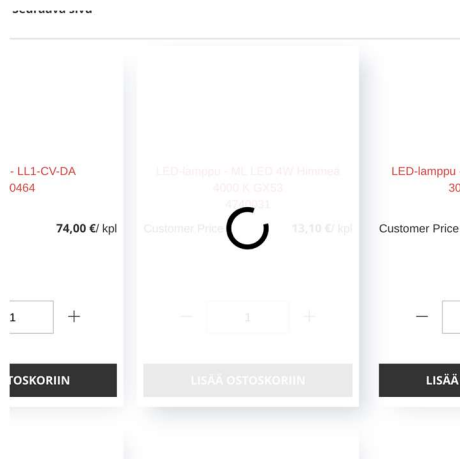 seuraava sivu
- LL1-CV-DA
0464
74,00 €/ kpl
1
+
TOSKORIIN
LED-lamppu - ML LED 4W Himmeä
4000 K GX53
Customer Price
13,10 €/ kpl
−
1
+
LISÄÄ OSTOSKORIIN
LED-lamppu
30
Customer Price
−
LISÄÄ